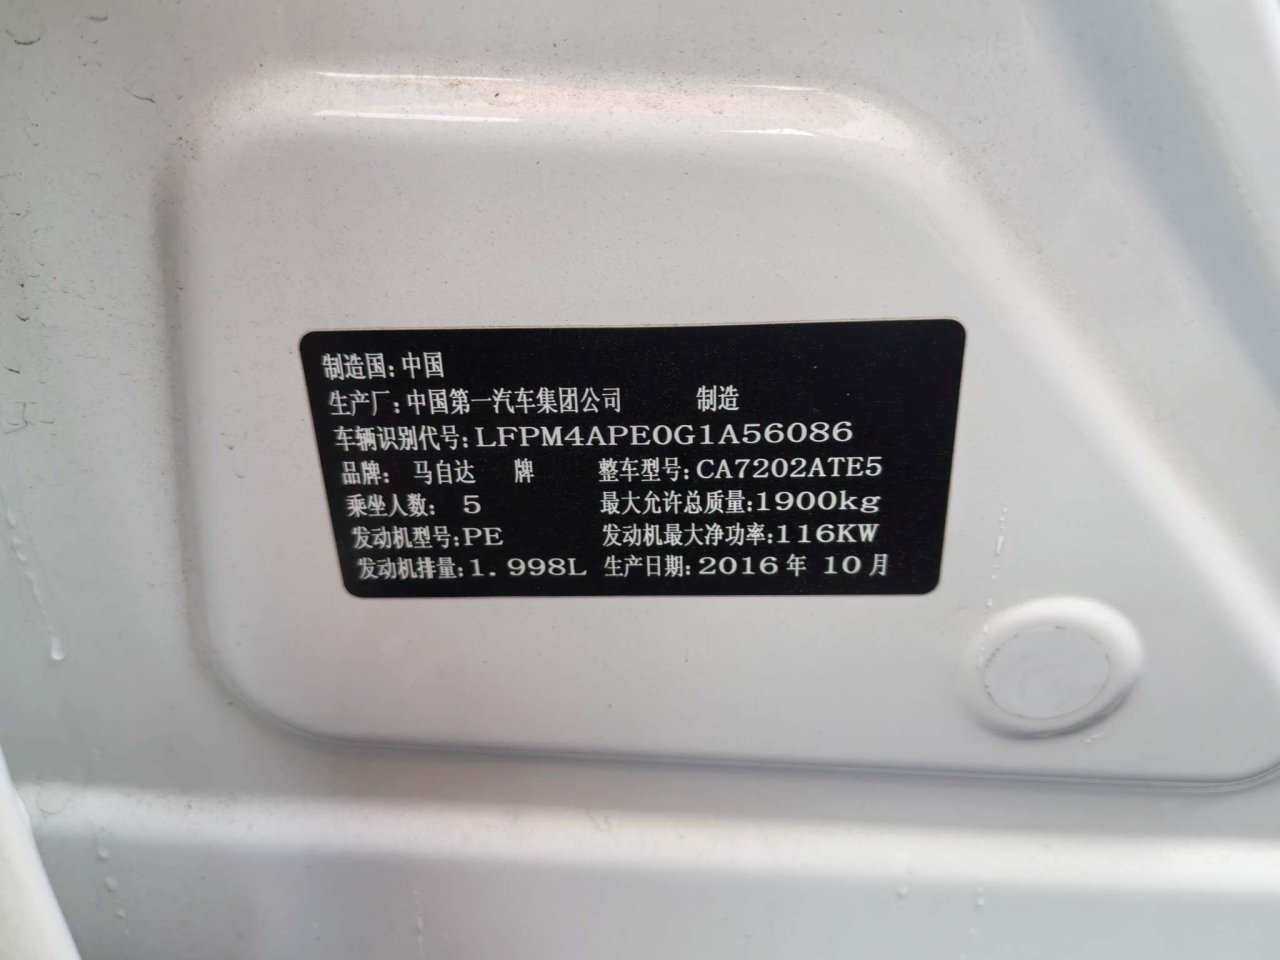 制造国：中国
生产厂：中国第一汽车集团公司 制造
车辆识别代号：LFPM4APE0G1A56086
品牌： 马自达 牌 整车型号：CA7202ATE5
乘坐人数： 5 最大允许总质量：1900kg
发动机型号：PE 发动机最大净功率：116KW
发动机排量：1.998L 生产日期：2016年 10月